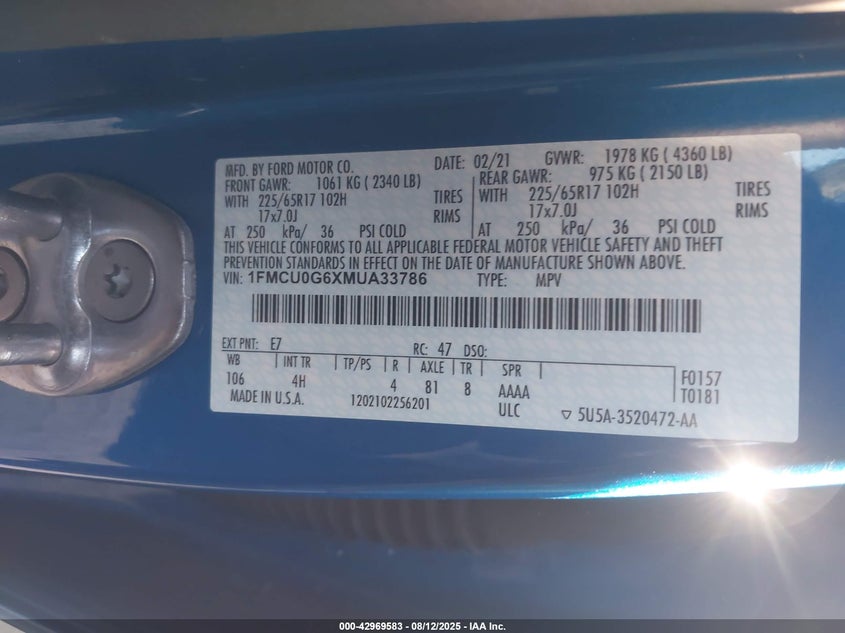 MFD. BY FORD MOTOR CO. DATE: 02/21 GVWR: 1978 KG ( 4360 LB)
FRONT GAWR: 1061 KG ( 2340 LB) REAR GAWR: 975 KG ( 2150 LB)
WITH 225/65R17 102H TIRES WITH 225/65R17 102H TIRES
17x7.0J RIMS 17x7.0J RIMS
AT 250 kPa/ 36 PSI COLD AT 250 kPa/ 36 PSI COLD
THIS VEHICLE CONFORMS TO ALL APPLICABLE FEDERAL MOTOR VEHICLE SAFETY AND THEFT
PREVENTION STANDARDS IN EFFECT ON THE DATE OF MANUFACTURE SHOWN ABOVE.
VIN: 1FMCU0G6XMUA33786 TYPE: MPV
EXT PNT: E7 RC: 47 DSO:
WB INT TR TP/PS R AXLE TR SPR F0157
106 4H 4 81 8 AAAA T0181
MADE IN U.S.A. 1202102256201 ULC 5U5A-3520472-AA
000-42969583 - 08/12/2025 - IAA Inc.